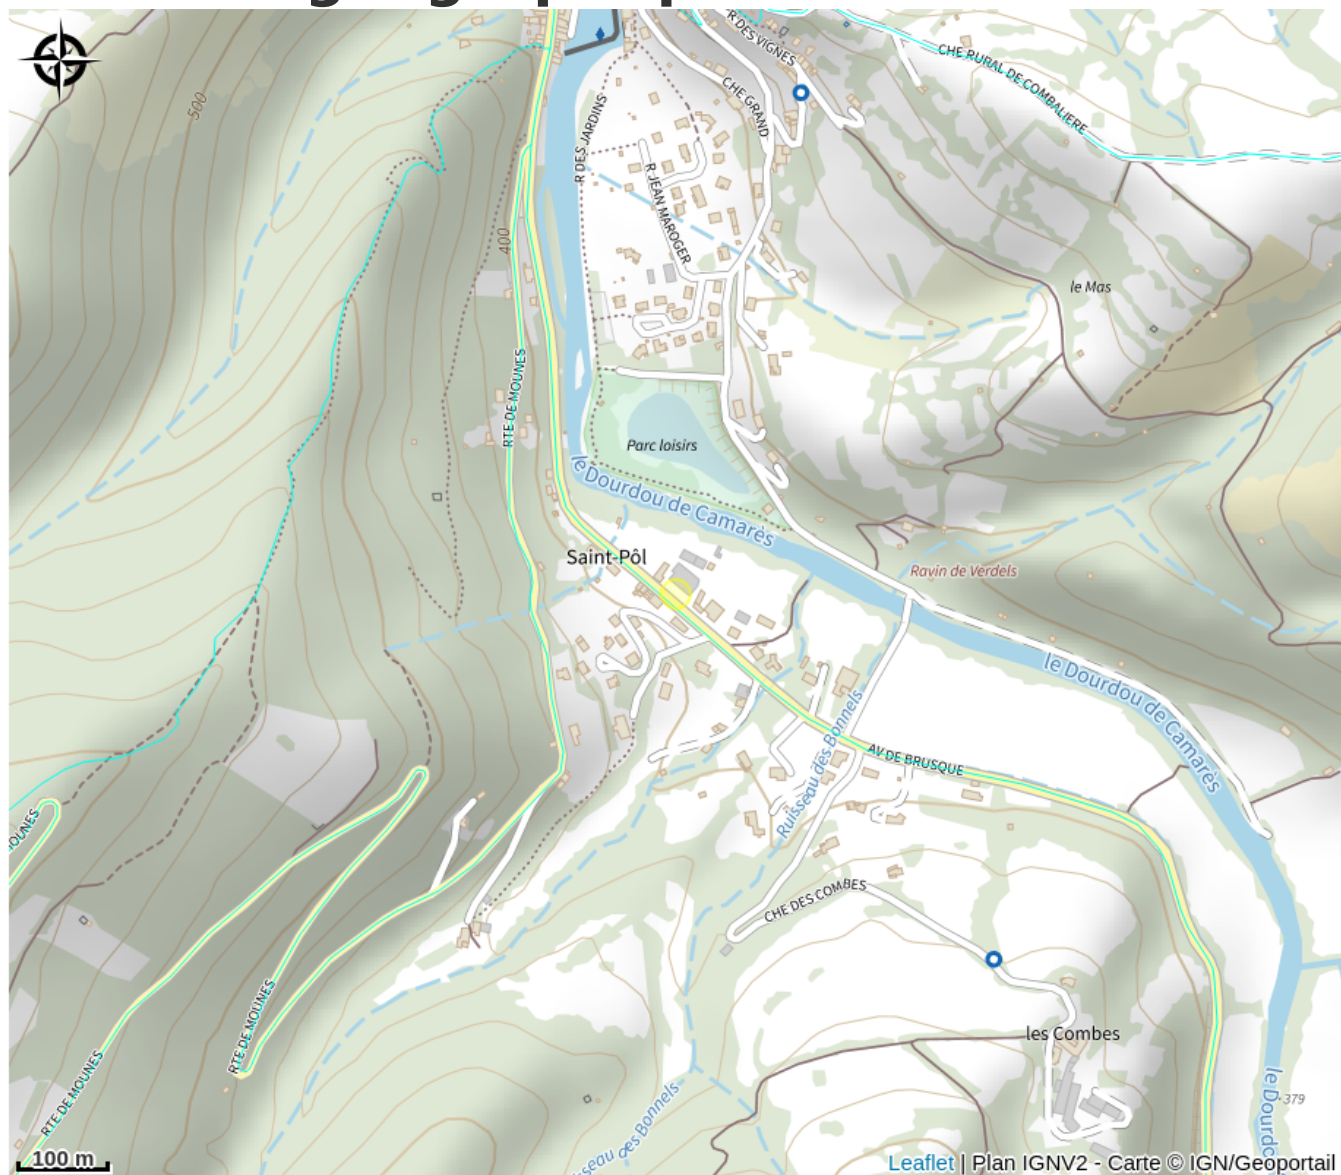 R DES VIGNES
CHE RURAL DE COMBALIERE
500
CHE GRAND
R DES JARDINS
R JEAN MAROGER
400
le Mas
RTE DE MOUNES
Parc loisirs
le Dourdou de Camarès
Saint-Pôl
Ravin de Verdels
le Dourdou de Camarès
Ruisseau des Bonnels
AV DE BRUSQUE
MOUNES
CHE DES COMBES
RTE DE MOUNES
les Combes
RTE DE MOUNES
le Dourdo
379
sseau des Bonnels
100 m
Leaflet | Plan IGNV2 - Carte © IGN/Geoportail